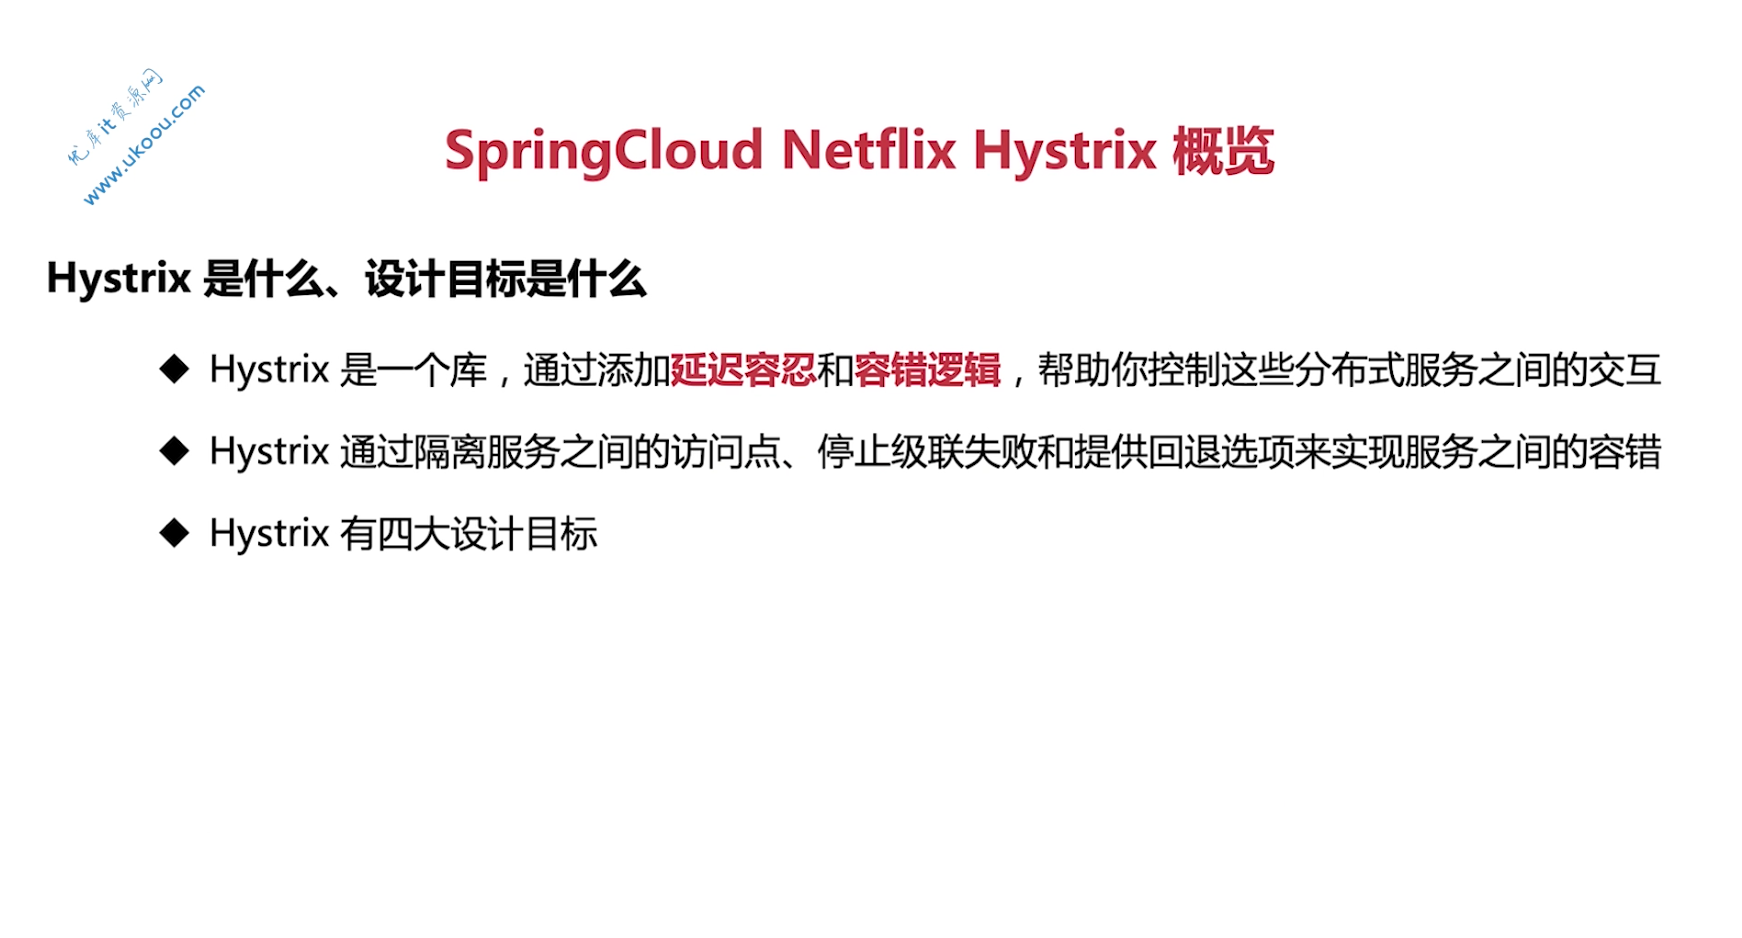 优库it资源网
www.ukoou.com
SpringCloud Netflix Hystrix 概览
Hystrix 是什么、设计目标是什么
◆ Hystrix 是一个库，通过添加延迟容忍和容错逻辑，帮助你控制这些分布式服务之间的交互
◆ Hystrix 通过隔离服务之间的访问点、停止级联失败和提供回退选项来实现服务之间的容错
◆ Hystrix 有四大设计目标